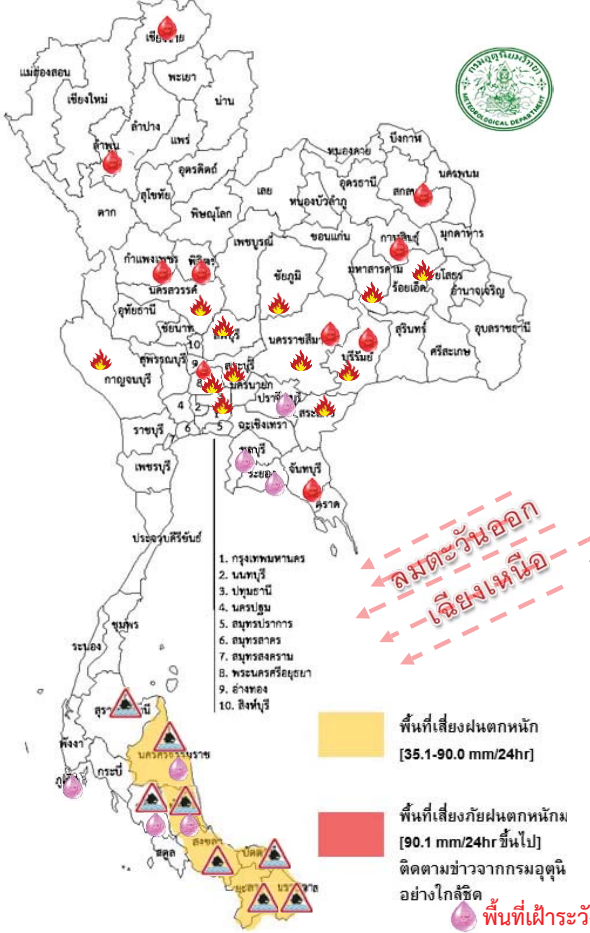 เชียงราย
แม่ฮ่องสอน
พะเยา
เชียงใหม่
น่าน
ลำปาง
แพร่
ลำพูน
อุตรดิตถ์
ตาก
สุโขทัย
พิษณุโลก
เลย
หนองคาย
บึงกาฬ
อุดรธานี
นครพนม
สกลนคร
หนองบัวลำภู
เพชรบูรณ์
ขอนแก่น
กาฬสินธุ์
มุกดาหาร
กำแพงเพชร
พิจิตร
ชัยภูมิ
มหาสารคาม
ร้อยเอ็ด
ยโสธร
อำนาจเจริญ
นครสวรรค์
อุทัยธานี
ชัยนาท
ลพบุรี
นครราชสีมา
บุรีรัมย์
สุรินทร์
ศรีสะเกษ
อุบลราชธานี
10
สุพรรณบุรี
9
สระบุรี
กาญจนบุรี
8
นครนายก
ปราจีนบุรี
สระแก้ว
4
2
ราชบุรี
6
5
ฉะเชิงเทรา
ชลบุรี
เพชรบุรี
ระยอง
จันทบุรี
ตราด
ประจวบคีรีขันธ์
ชุมพร
ระนอง
พังงา
กระบี่
นครศรีธรรมราช
สตูล
สงขลา
ยะลา
กรมอุตุนิยมวิทยา
METEOROLOGICAL DEPARTMENT
ลมตะวันออก
เฉียงเหนือ
1. กรุงเทพมหานคร
2. นนทบุรี
3. ปทุมธานี
4. นครปฐม
5. สมุทรปราการ
6. สมุทรสาคร
7. สมุทรสงคราม
8. พระนครศรีอยุธยา
9. อ่างทอง
10. สิงห์บุรี
พื้นที่เสี่ยงฝนตกหนัก
[35.1-90.0 mm/24hr]
พื้นที่เสี่ยงภัยฝนตกหนักม
[90.1 mm/24hr ขึ้นไป]
ติดตามข่าวจากกรมอุตุนิ
อย่างใกล้ชิด
พื้นที่เฝ้าระวั